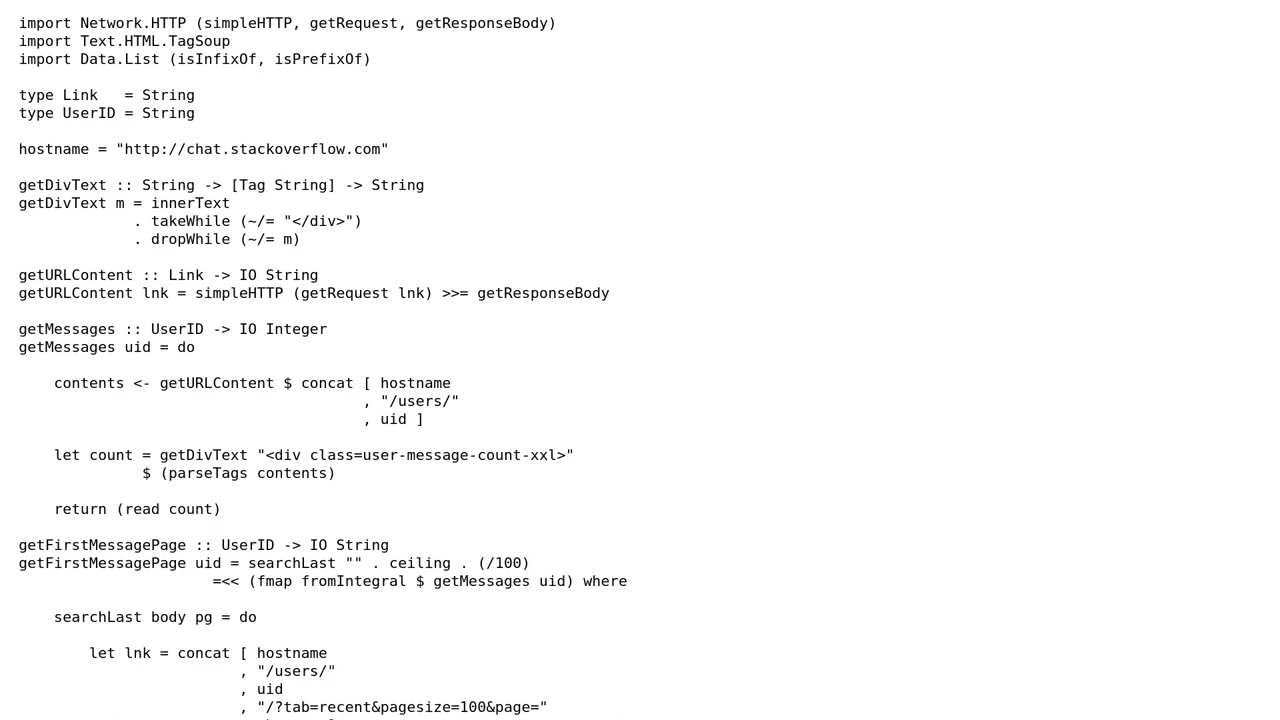 import Network.HTTP (simpleHTTP, getRequest, getResponseBody)
import Text.HTML.TagSoup
import Data.List (isInfixOf, isPrefixOf)

type Link   = String
type UserID = String

hostname = "http://chat.stackoverflow.com"

getDivText :: String -> [Tag String] -> String
getDivText m = innerText
             . takeWhile (~/= "</div>")
             . dropWhile (~/= m)

getURLContent :: Link -> IO String
getURLContent lnk = simpleHTTP (getRequest lnk) >>= getResponseBody

getMessages :: UserID -> IO Integer
getMessages uid = do

    contents <- getURLContent $ concat [ hostname
                                       , "/users/"
                                       , uid ]

    let count = getDivText "<div class=user-message-count-xxl>"
              $ (parseTags contents)

    return (read count)

getFirstMessagePage :: UserID -> IO String
getFirstMessagePage uid = searchLast "" . ceiling . (/100)
                      =<< (fmap fromIntegral $ getMessages uid) where

    searchLast body pg = do

        let lnk = concat [ hostname
                         , "/users/"
                         , uid
                         , "/?tab=recent&pagesize=100&page="